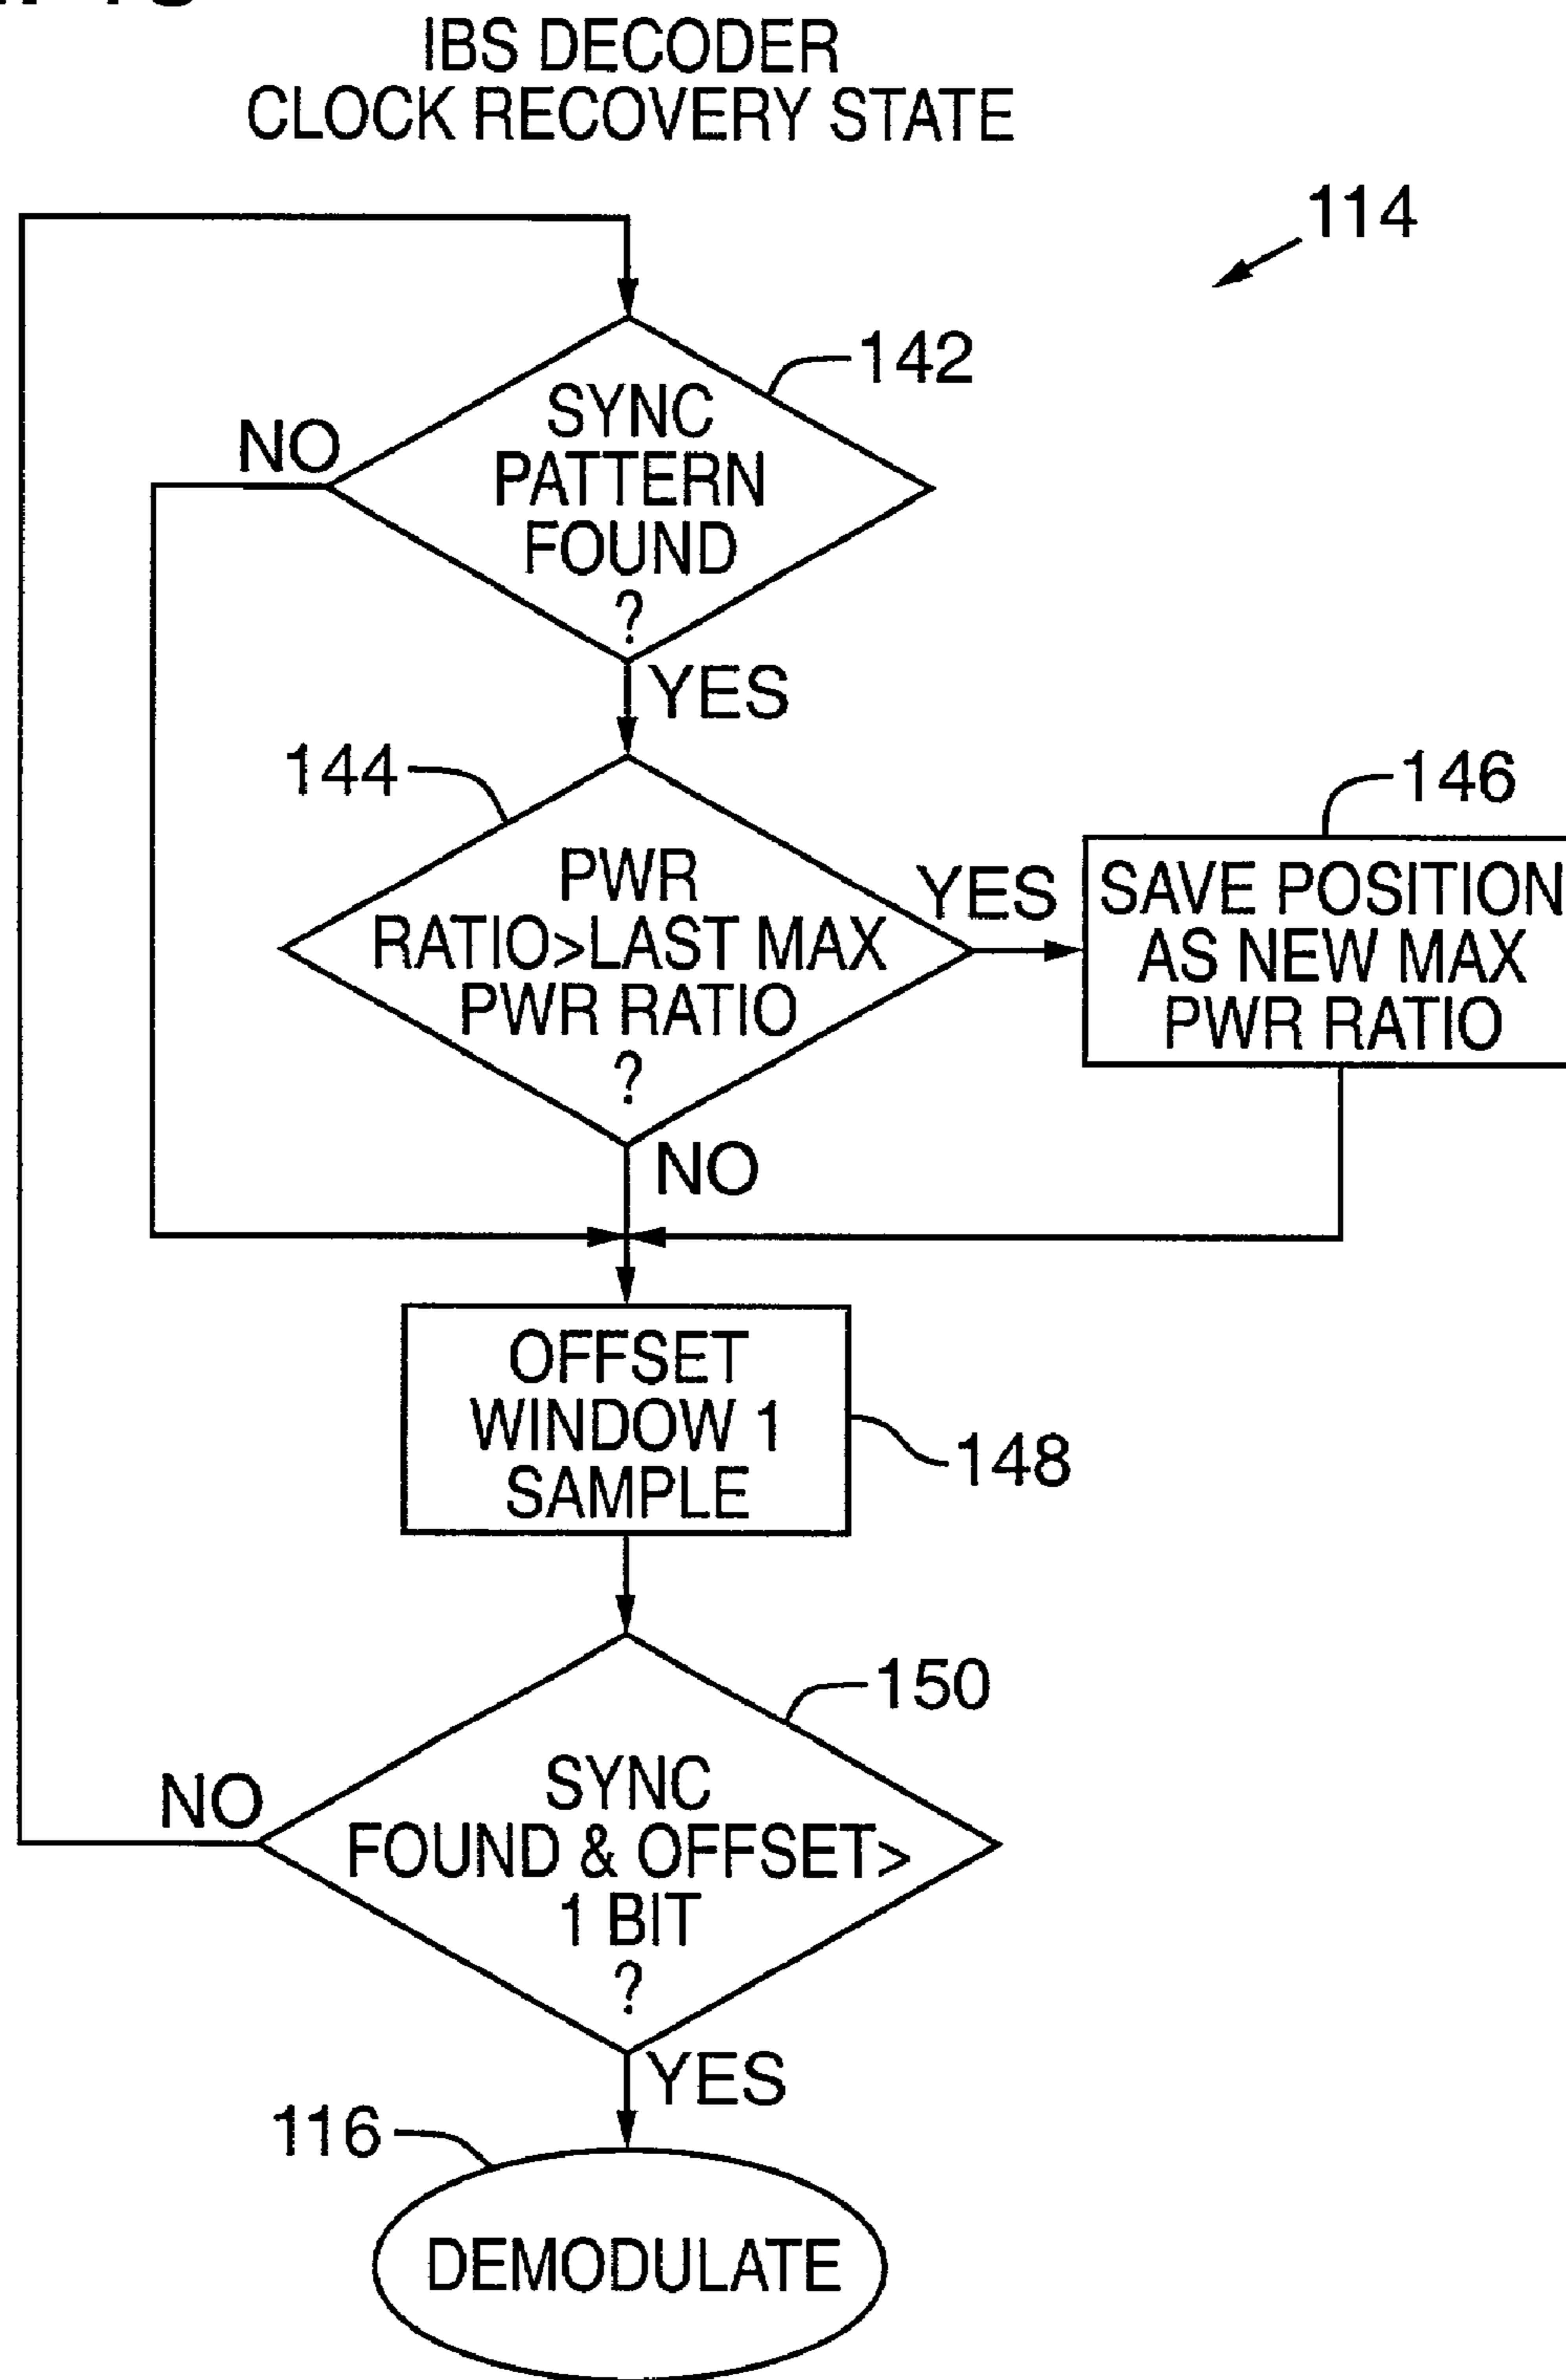 IBS DECODER
CLOCK RECOVERY STATE
114
142
NO
SYNC
PATTERN
FOUND
?
YES
144
146
PWR
RATIO>LAST MAX
PWR RATIO
?
YES
SAVE POSITION
AS NEW MAX
PWR RATIO
NO
OFFSET
WINDOW 1
SAMPLE
148
150
NO
SYNC
FOUND & OFFSET>
1 BIT
?
YES
116
DEMODULATE